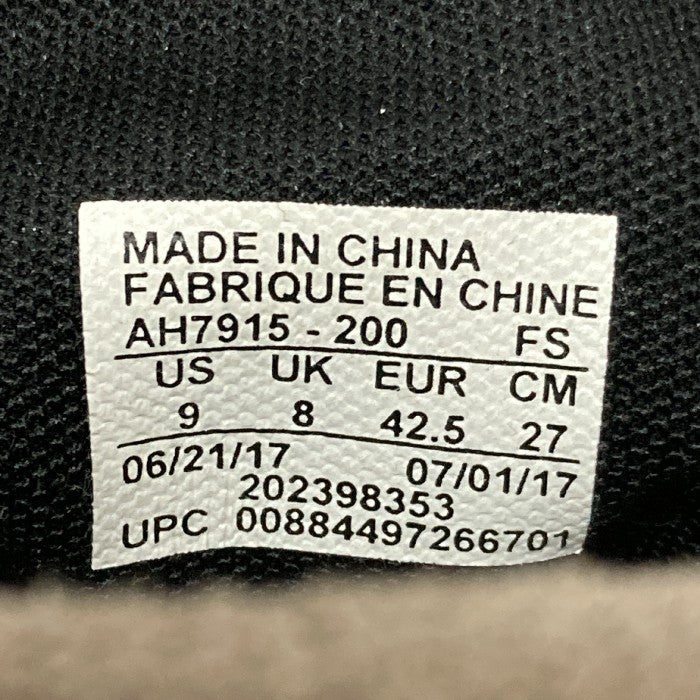 MADE IN CHINA
FABRIQUE EN CHINE
AH7915 - 200 FS
US UK EUR CM
9 8 42.5 27
06/21/17 07/01/17
202398353
UPC 00884497266701